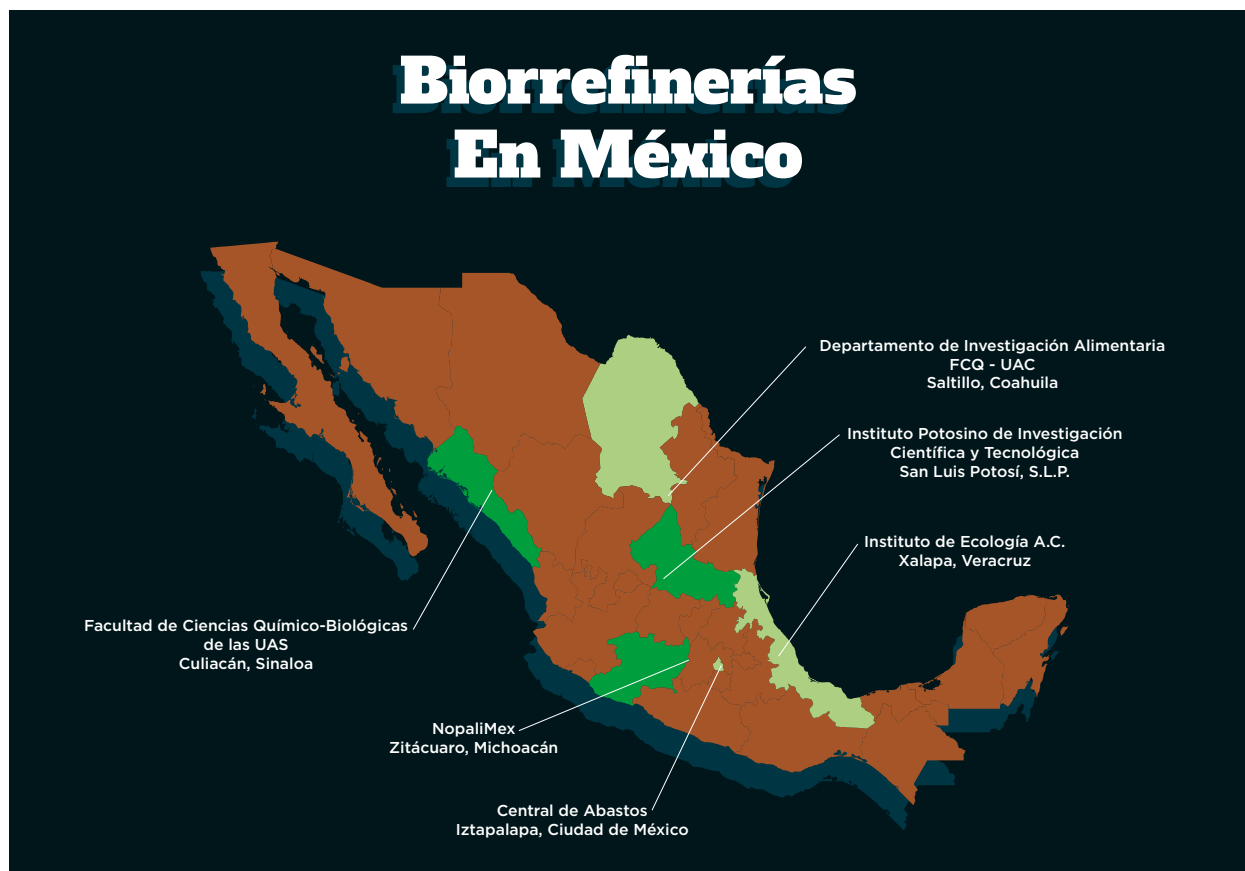 Biorrefinerías
En México
Departamento de Investigación Alimentaria
FCQ - UAC
Saltillo, Coahuila
Instituto Potosino de Investigación
Científica y Tecnológica
San Luis Potosí, S.L.P.
Instituto de Ecología A.C.
Xalapa, Veracruz
Facultad de Ciencias Químico-Biológicas
de las UAS
Culiacán, Sinaloa
NopaliMex
Zitácuaro, Michoacán
Central de Abastos
Iztapalapa, Ciudad de México